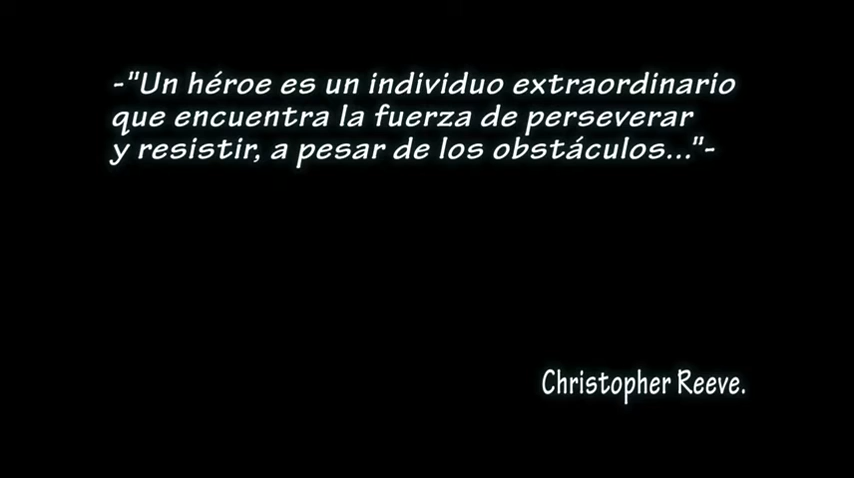 -"Un héroe es un individuo extraordinario
que encuentra la fuerza de perseverar
y resistir, a pesar de los obstáculos..."-
Christopher Reeve.